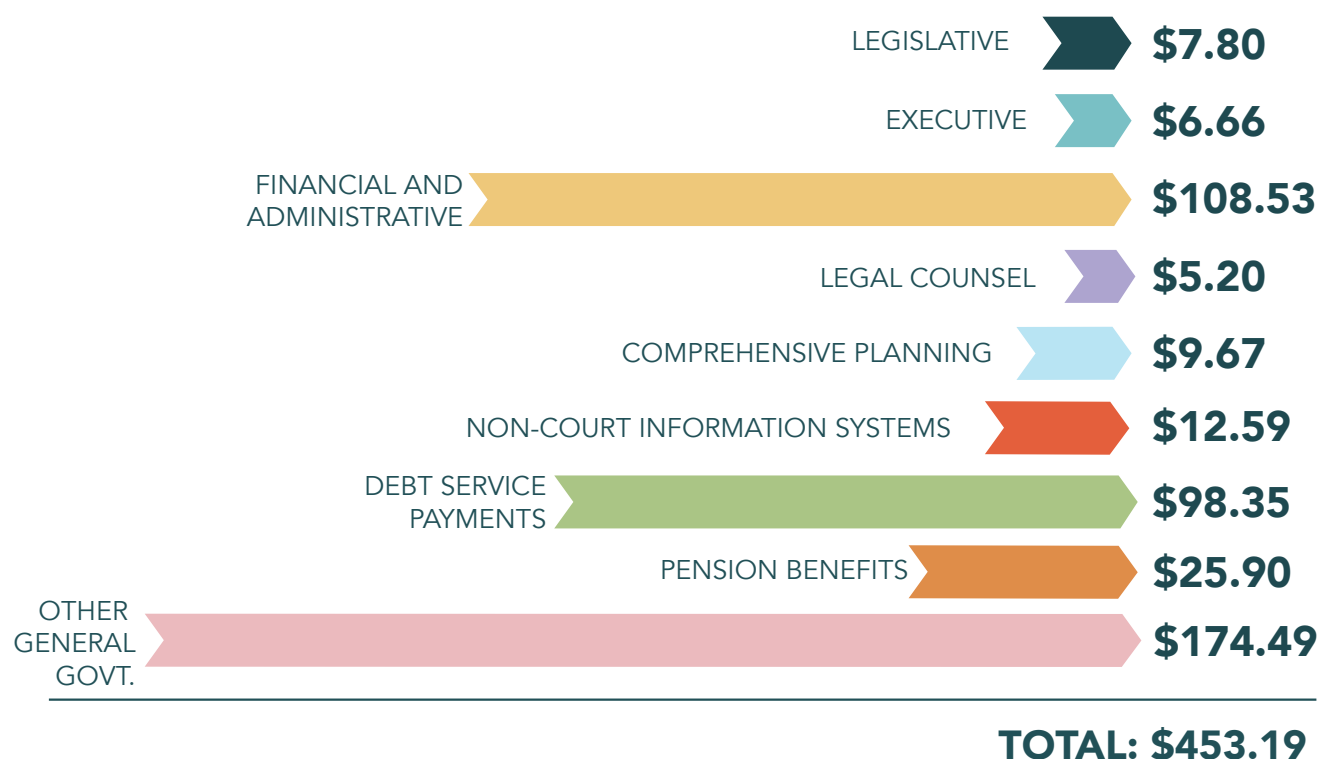 LEGISLATIVE $7.80
EXECUTIVE $6.66
FINANCIAL AND
ADMINISTRATIVE $108.53
LEGAL COUNSEL $5.20
COMPREHENSIVE PLANNING $9.67
NON-COURT INFORMATION SYSTEMS $12.59
DEBT SERVICE
PAYMENTS $98.35
PENSION BENEFITS $25.90
OTHER
GENERAL
GOVT. $174.49
TOTAL: $453.19